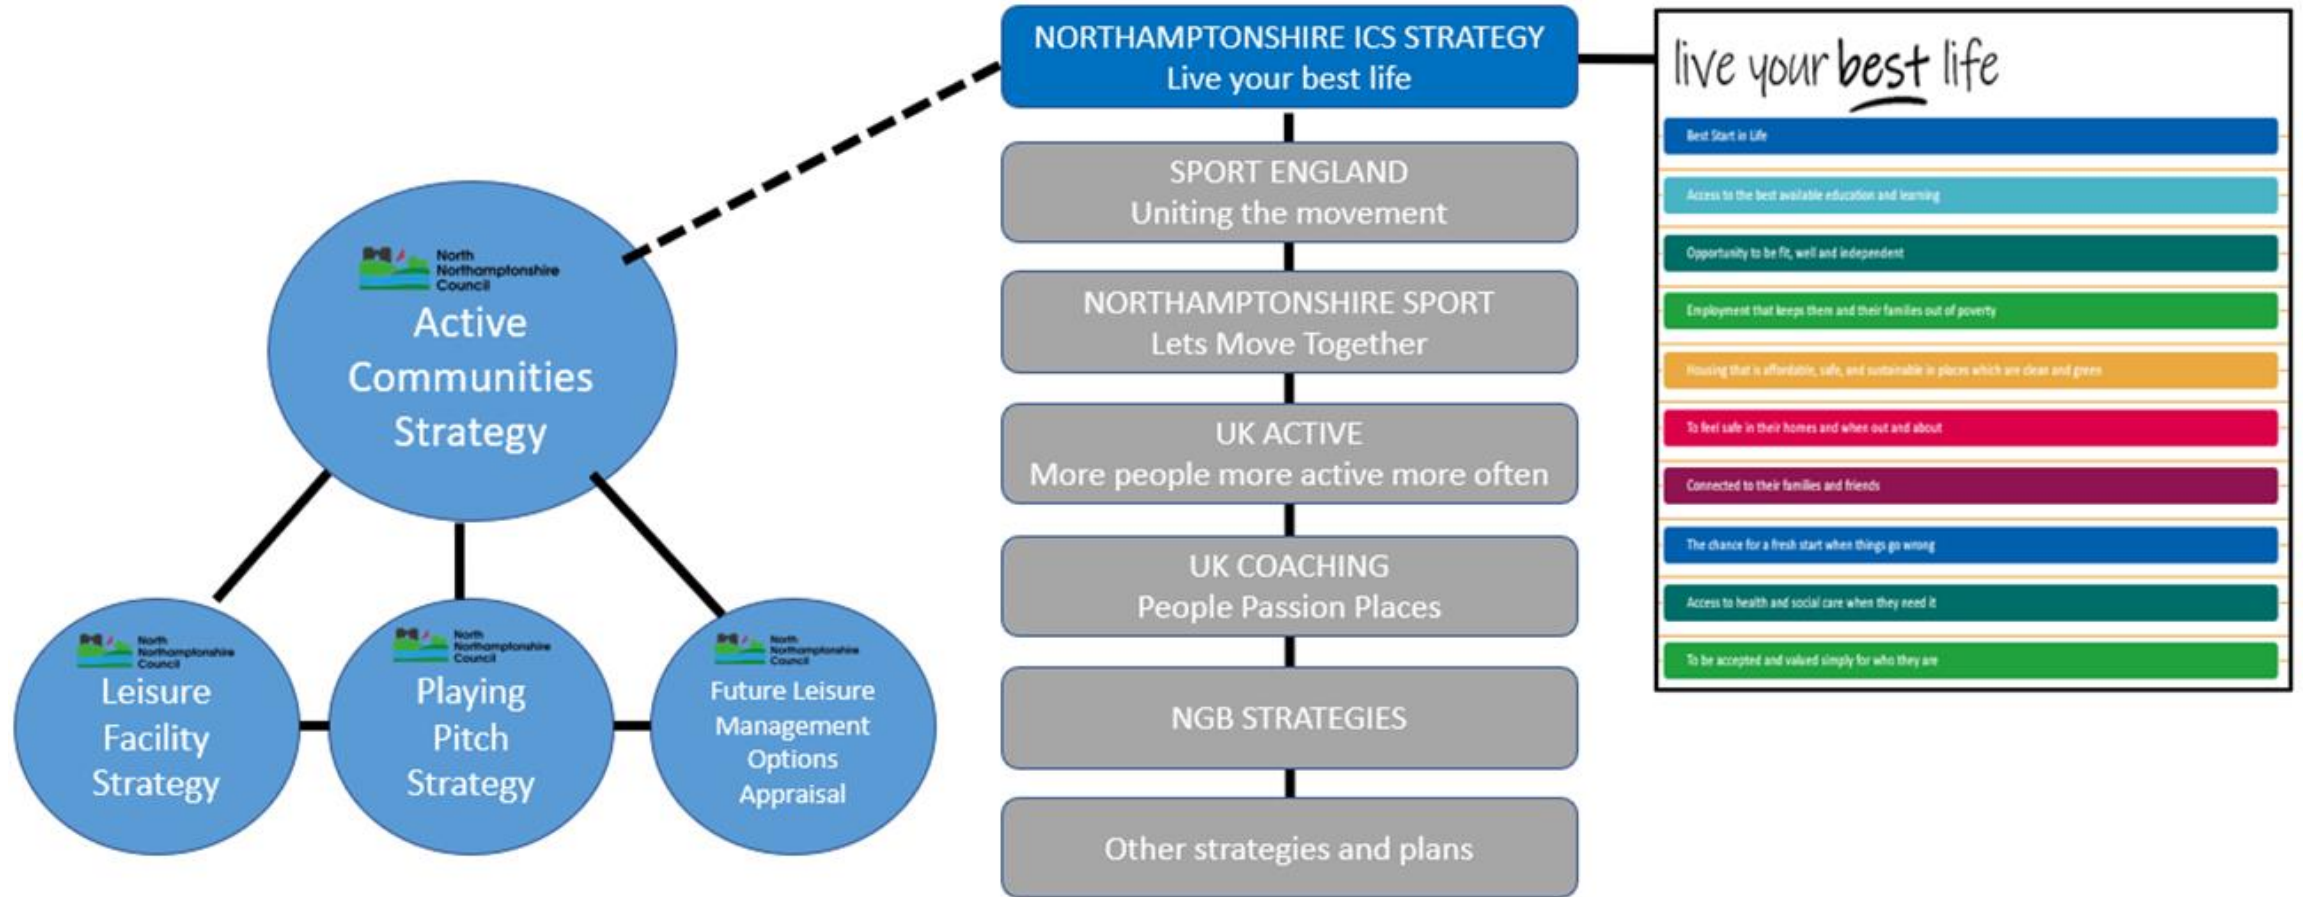 NORTHAMPTONSHIRE ICS STRATEGY
Live your best life
SPORT ENGLAND
Uniting the movement
NORTHAMPTONSHIRE SPORT
Lets Move Together
UK ACTIVE
More people more active more often
UK COACHING
People Passion Places
NGB STRATEGIES
Other strategies and plans
North
Northamptonshire
Council
Active
Communities
Strategy
North
Northamptonshire
Council
Leisure
Facility
Strategy
North
Northamptonshire
Council
Playing
Pitch
Strategy
North
Northamptonshire
Council
Future Leisure
Management
Options
Appraisal
live your best life
Best Start in Life
Access to the best available education and learning
Opportunity to be fit, well and independent
Employment that keeps them and their families out of poverty
Housing that is affordable, safe, and sustainable in places which are clean and green
To feel safe in their homes and when out and about
Connected to their families and friends
The chance for a fresh start when things go wrong
Access to health and social care when they need it
To be accepted and valued simply for who they are